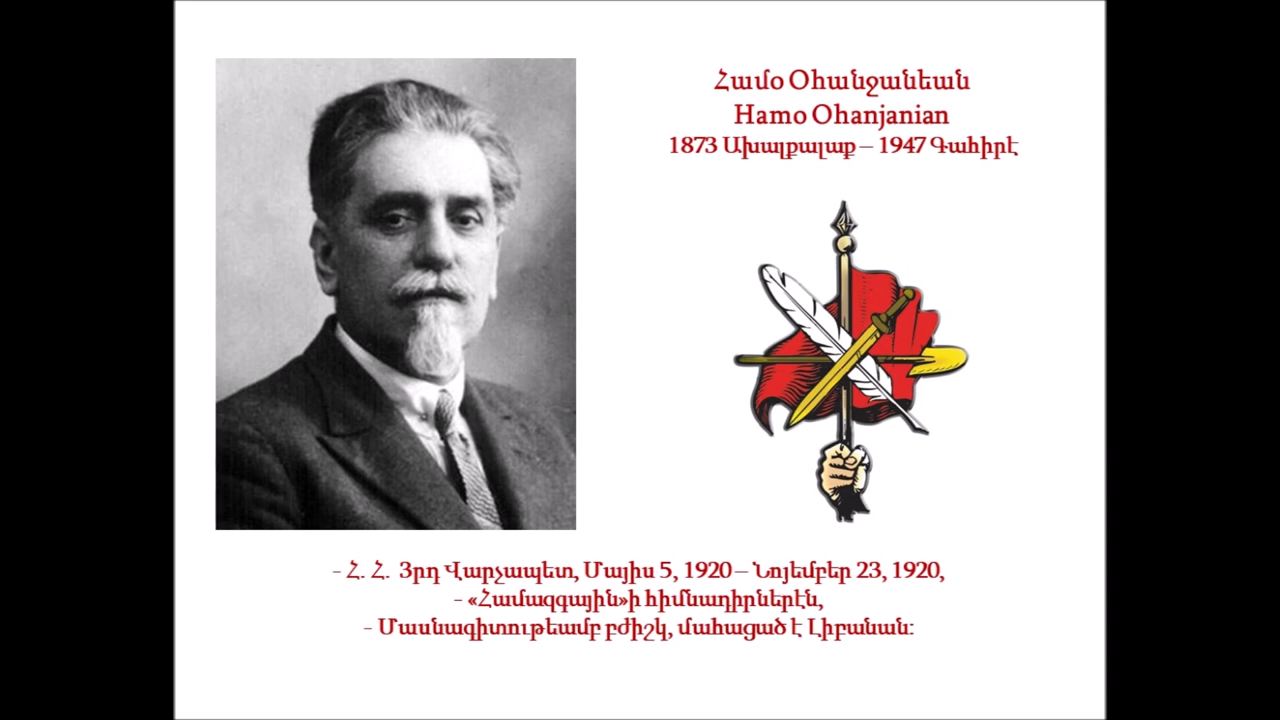 Համօ Օհանջանեան
Hamo Ohanjanian
1873 Ախալքալաք – 1947 Գահիրէ
- Հ. Հ. 3րդ Վարչապետ, Մայիս 5, 1920 – Նոյեմբեր 23, 1920,
- «Համազգային»ի հիմնադիրներէն,
- Մասնագիտութեամբ բժիշկ, մահացած է Լիբանան: